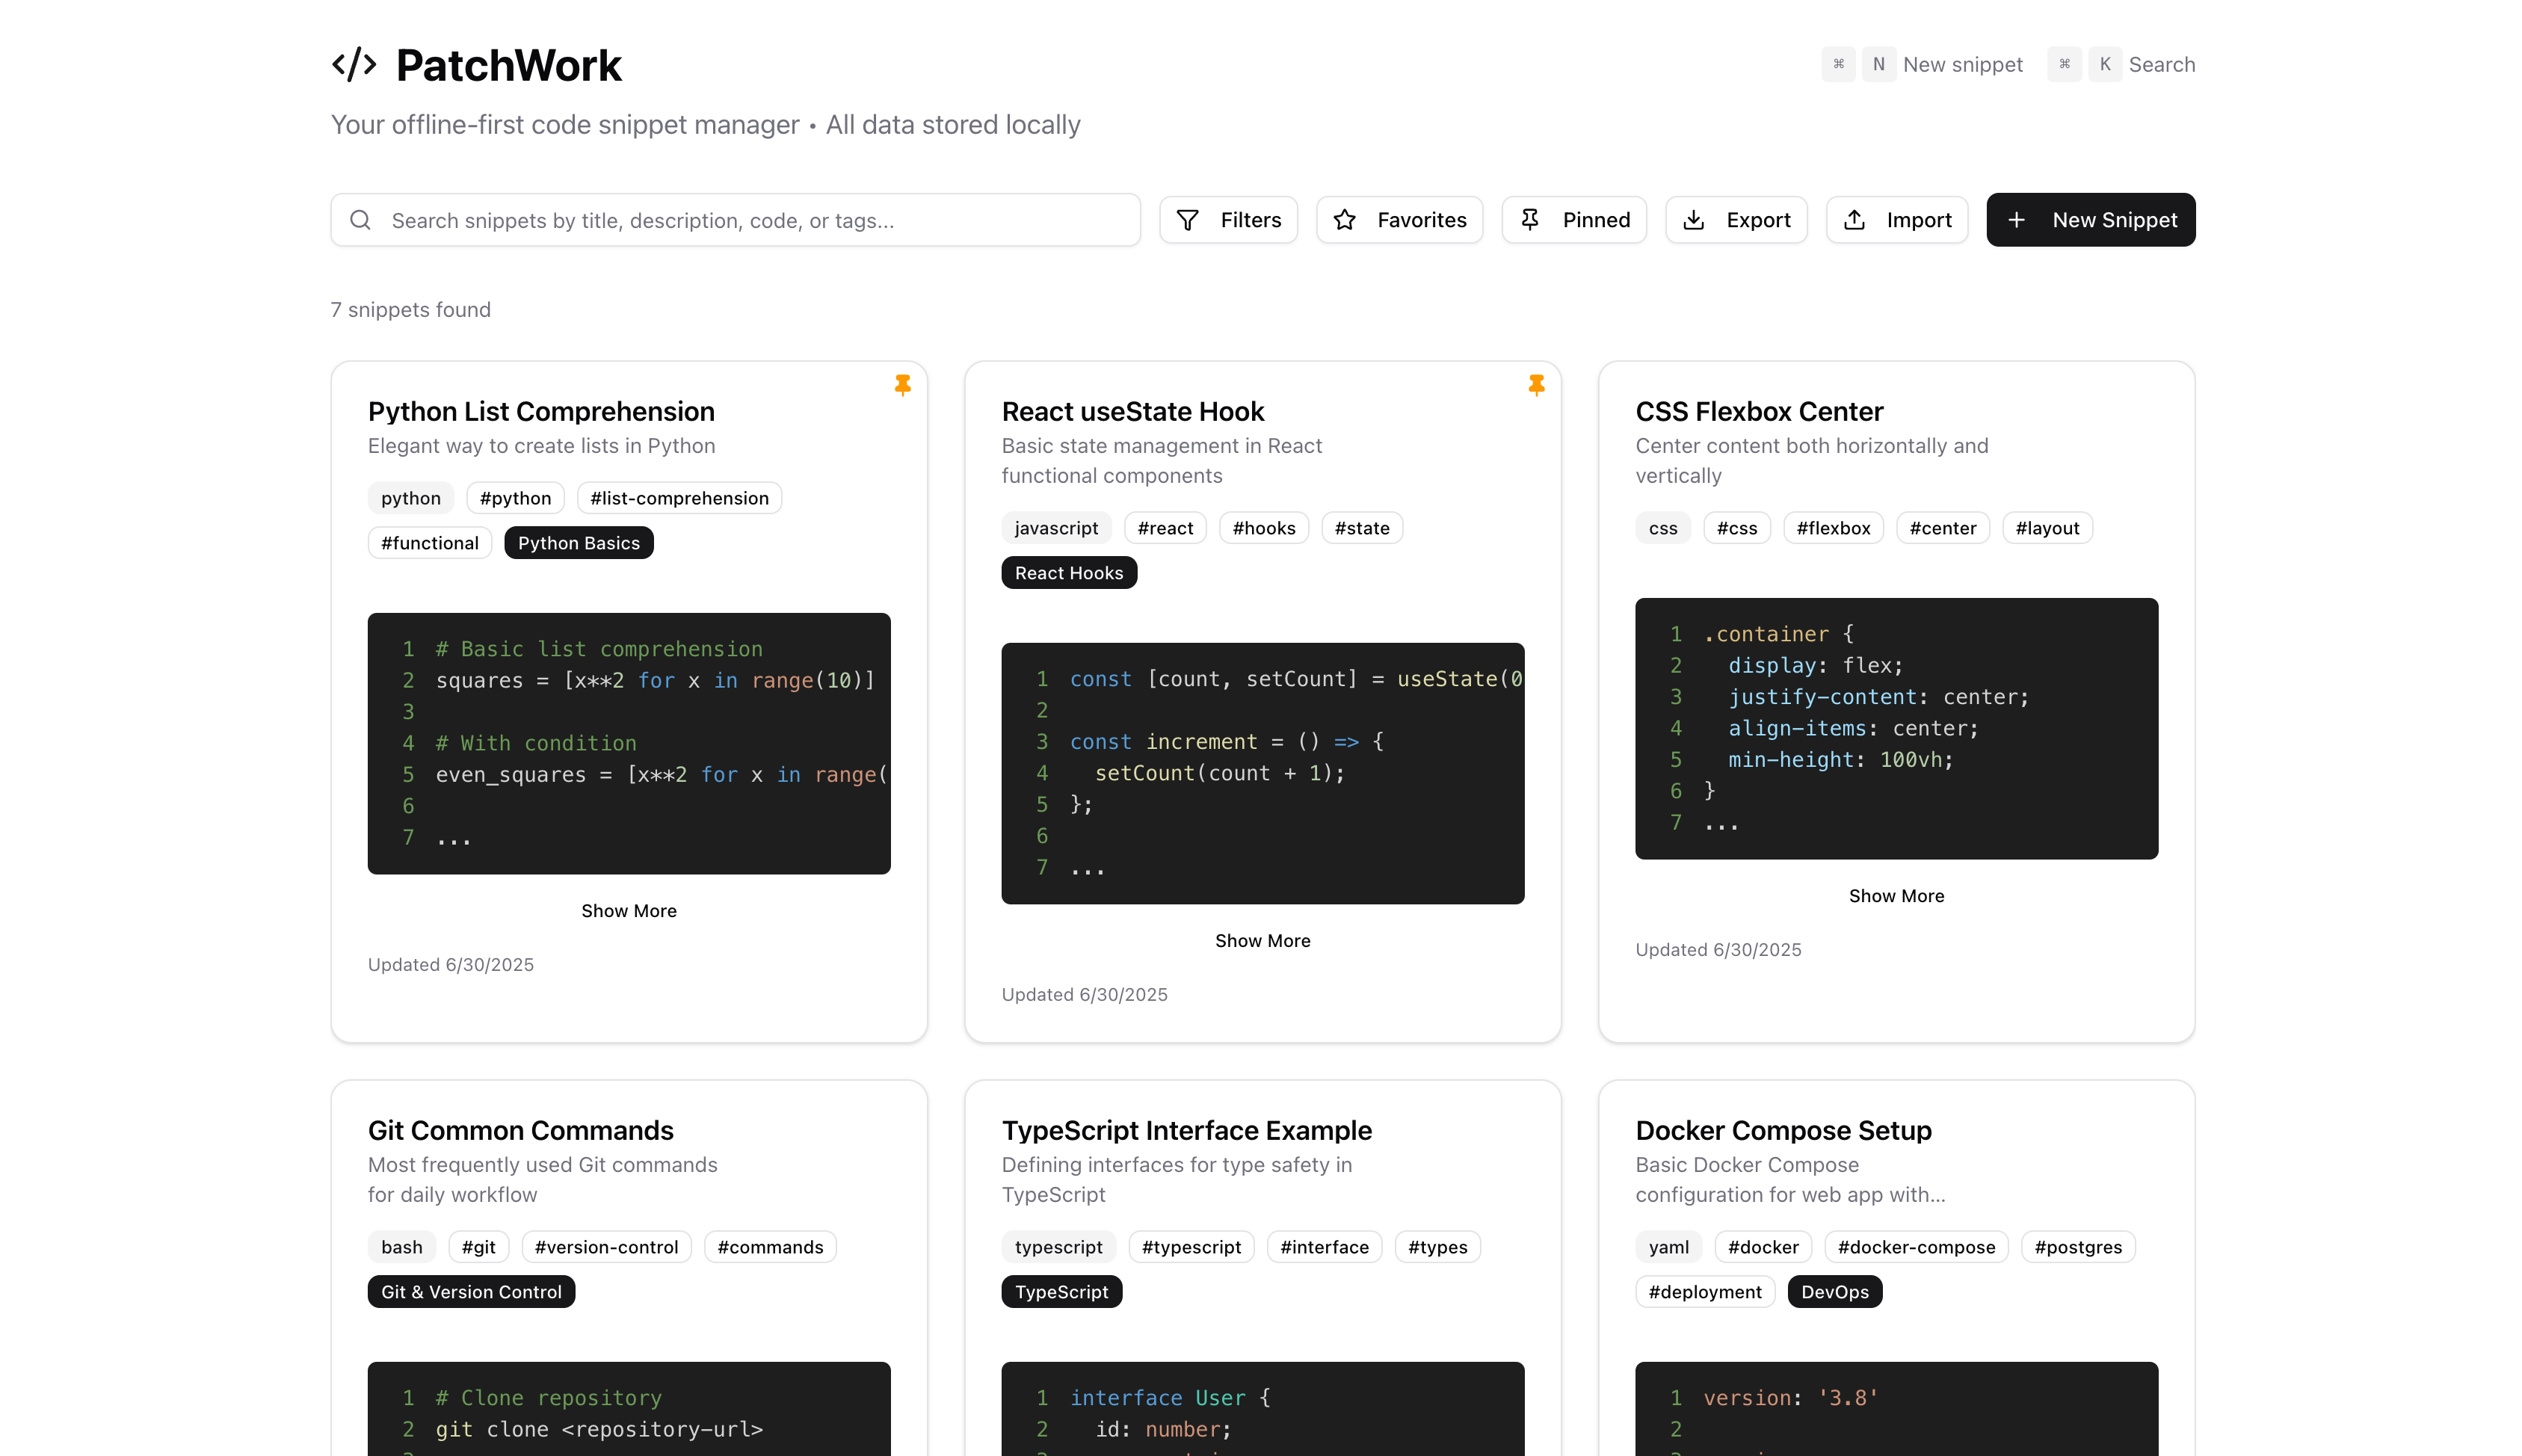 </> PatchWork
⌘ N New snippet ⌘ K Search
Your offline-first code snippet manager • All data stored locally
Search snippets by title, description, code, or tags...
Filters
Favorites
Pinned
Export
Import
+ New Snippet
7 snippets found
Python List Comprehension
Elegant way to create lists in Python
python #python #list-comprehension
#functional Python Basics
1 # Basic list comprehension
2 squares = [x**2 for x in range(10)]
3
4 # With condition
5 even_squares = [x**2 for x in range(
6
7 ...
Show More
Updated 6/30/2025
React useState Hook
Basic state management in React
functional components
javascript #react #hooks #state
React Hooks
1 const [count, setCount] = useState(0
2
3 const increment = () => {
4   setCount(count + 1);
5 };
6
7 ...
Show More
Updated 6/30/2025
CSS Flexbox Center
Center content both horizontally and
vertically
css #css #flexbox #center #layout
1 .container {
2   display: flex;
3   justify-content: center;
4   align-items: center;
5   min-height: 100vh;
6 }
7 ...
Show More
Updated 6/30/2025
Git Common Commands
Most frequently used Git commands
for daily workflow
bash #git #version-control #commands
Git & Version Control
1 # Clone repository
2 git clone <repository-url>
TypeScript Interface Example
Defining interfaces for type safety in
TypeScript
typescript #typescript #interface #types
TypeScript
1 interface User {
2   id: number;
Docker Compose Setup
Basic Docker Compose
configuration for web app with...
yaml #docker #docker-compose #postgres
#deployment DevOps
1 version: '3.8'
2